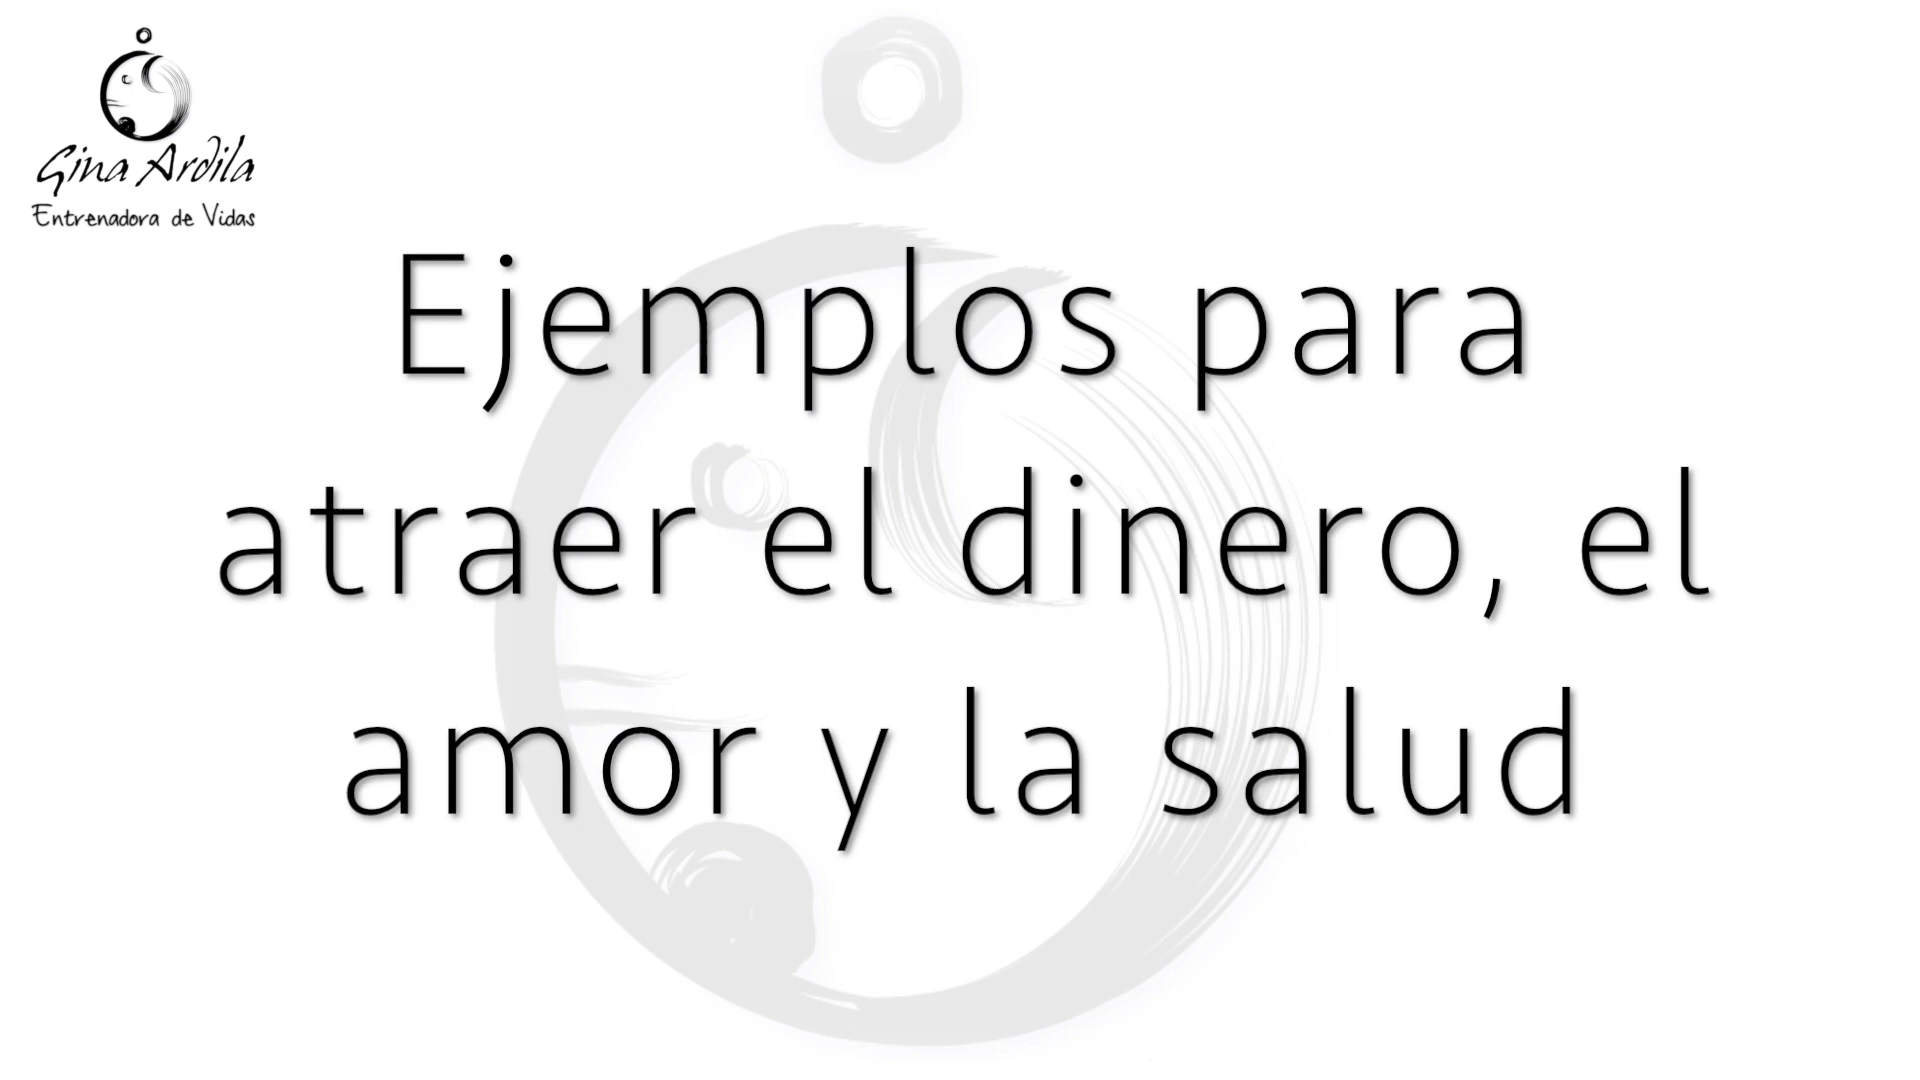 Gina Ardila
Entrenadora de Vidas
Ejemplos para
atraer el dinero, el
amor y la salud